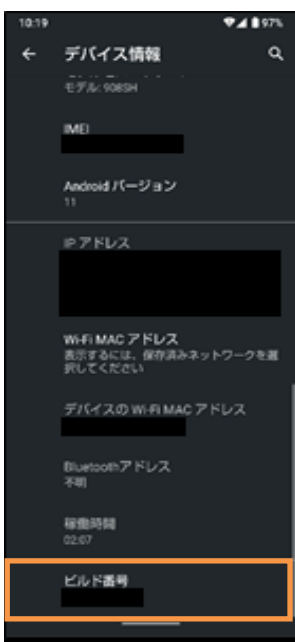 10:19
97%
デバイス情報
モデル: 908SH
IMEI
Android バージョン
11
IP アドレス
Wi-Fi MAC アドレス
表示するには、保存済みネットワークを選
択してください
デバイスの Wi-Fi MAC アドレス
Bluetoothアドレス
不明
稼働時間
02:07
ビルド番号